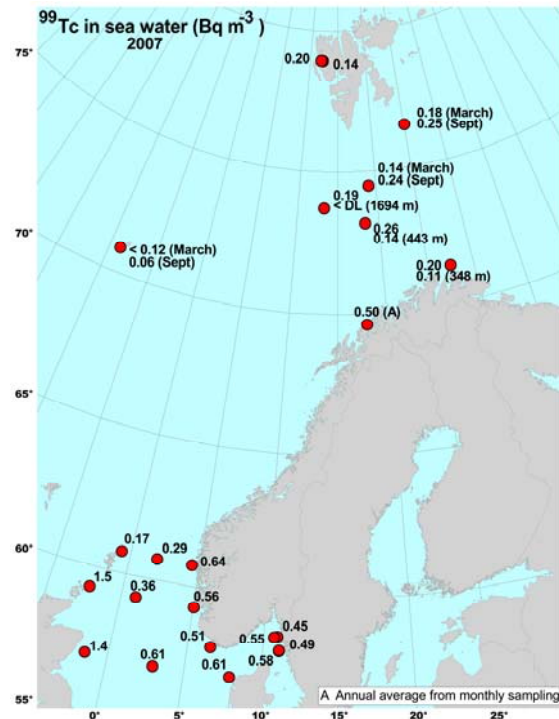 99Tc in sea water (Bq m-3)
2007
75°
0.20
0.14
0.18 (March)
0.25 (Sept)
0.14 (March)
0.24 (Sept)
0.19
< DL (1694 m)
0.26
0.14 (443 m)
70°
< 0.12 (March)
0.06 (Sept)
0.20
0.11 (348 m)
0.50 (A)
65°
60°
0.17
0.29
0.64
1.5
0.36
0.56
1.4
0.61
0.51
0.61
0.55
0.45
0.58
0.49
55°
A Annual average from monthly sampling
0°
5°
10°
15°
20°
25°